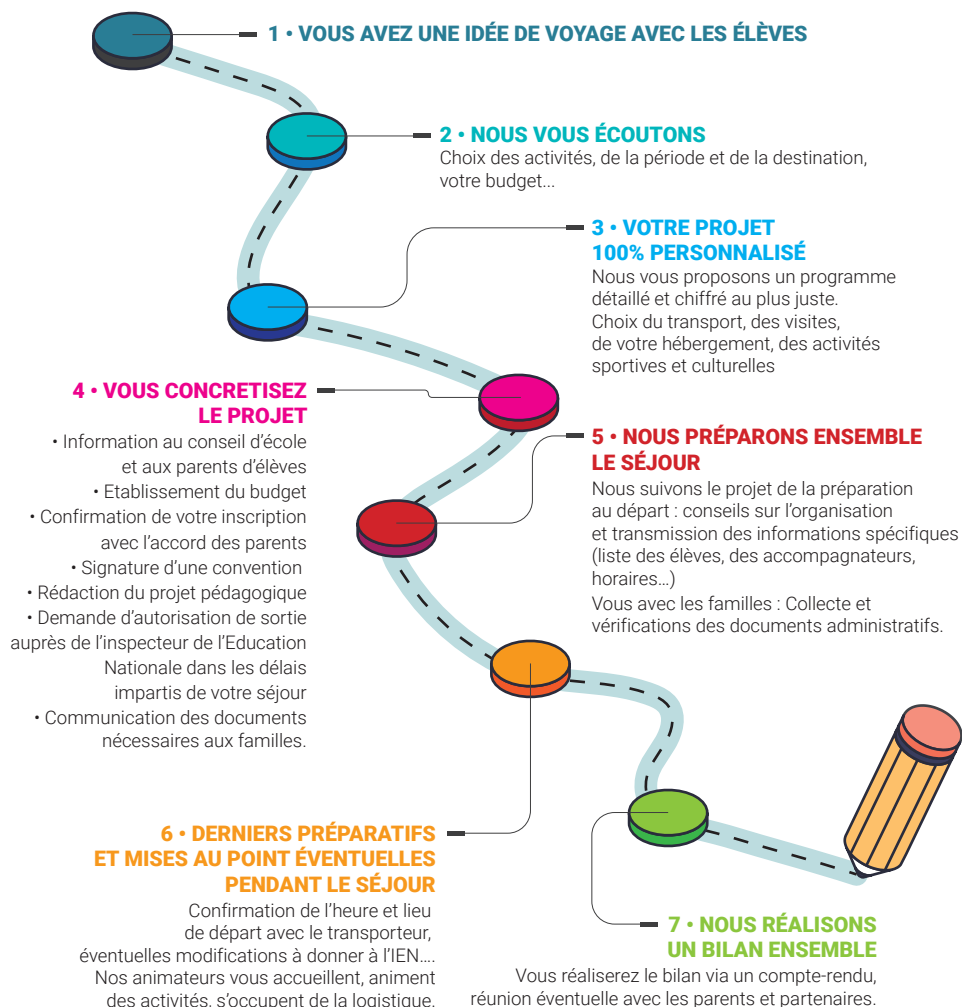 1 • VOUS AVEZ UNE IDÉE DE VOYAGE AVEC LES ÉLÈVES
2 • NOUS VOUS ÉCOUTONS
Choix des activités, de la période et de la destination,
votre budget...
3 • VOTRE PROJET
100% PERSONNALISÉ
Nous vous proposons un programme
détaillé et chiffré au plus juste.
Choix du transport, des visites,
de votre hébergement, des activités
sportives et culturelles
4 • VOUS CONCRETISEZ
LE PROJET
• Information au conseil d'école
et aux parents d'élèves
• Etablissement du budget
• Confirmation de votre inscription
avec l'accord des parents
• Signature d'une convention
• Rédaction du projet pédagogique
• Demande d'autorisation de sortie
auprès de l'inspecteur de l'Education
Nationale dans les délais
impartis de votre séjour
• Communication des documents
nécessaires aux familles.
5 • NOUS PRÉPARONS ENSEMBLE
LE SÉJOUR
Nous suivons le projet de la préparation
au départ : conseils sur l'organisation
et transmission des informations spécifiques
(liste des élèves, des accompagnateurs,
horaires...)
Vous avec les familles : Collecte et
vérifications des documents administratifs.
6 • DERNIERS PRÉPARATIFS
ET MISES AU POINT ÉVENTUELLES
PENDANT LE SÉJOUR
Confirmation de l'heure et lieu
de départ avec le transporteur,
éventuelles modifications à donner à l'IEN....
Nos animateurs vous accueillent, animent
des activités, s'occupent de la logistique.
7 • NOUS RÉALISONS
UN BILAN ENSEMBLE
Vous réaliserez le bilan via un compte-rendu,
réunion éventuelle avec les parents et partenaires.